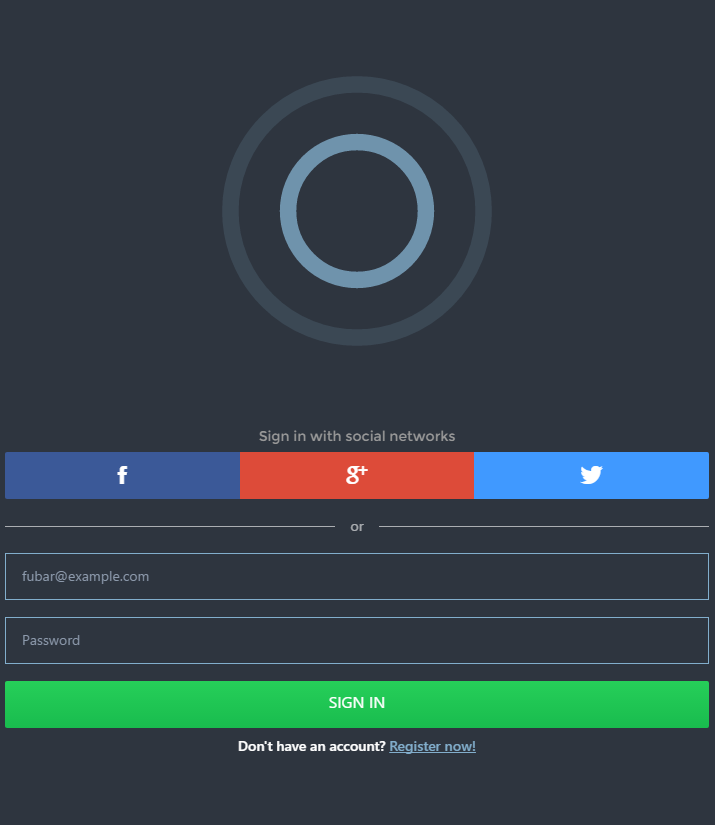 Sign in with social networks
f g+
or
fubar@example.com
Password
SIGN IN
Don't have an account? Register now!